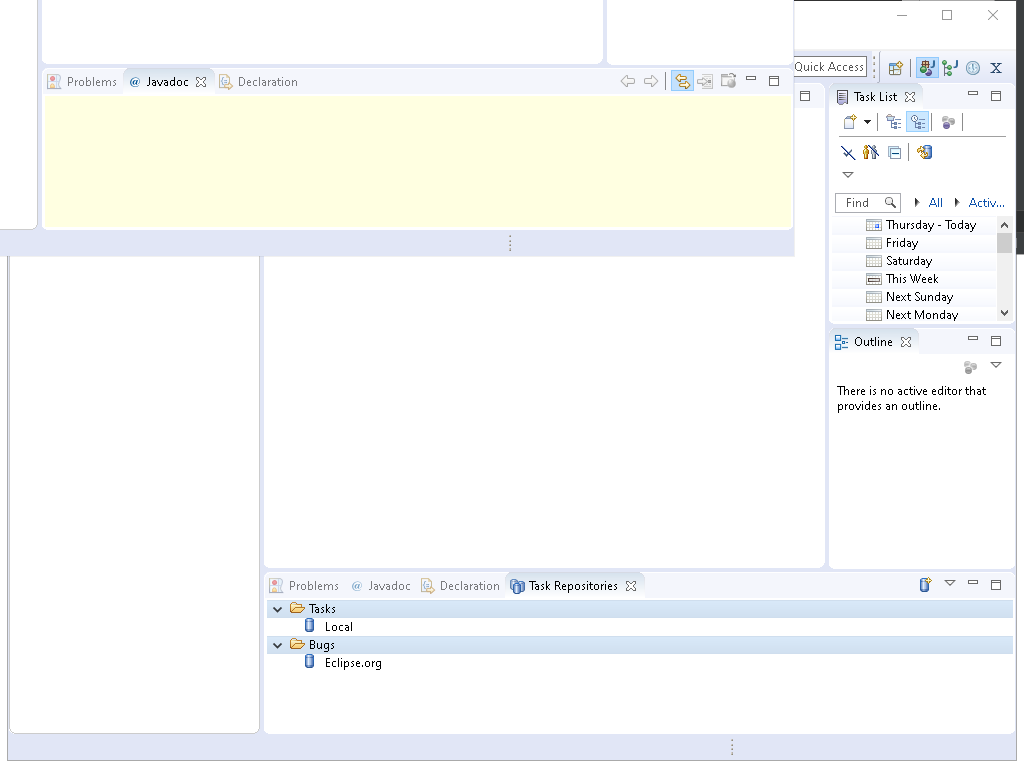 Problems @ Javadoc Declaration
Quick Access
Task List
Find All Activ...
Thursday - Today
Friday
Saturday
This Week
Next Sunday
Next Monday
Outline
There is no active editor that
provides an outline.
Problems @ Javadoc Declaration Task Repositories
Tasks
Local
Bugs
Eclipse.org